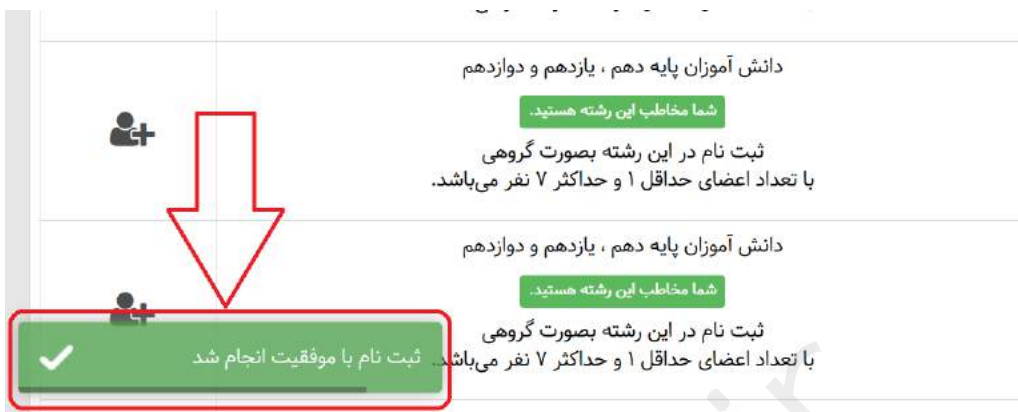 دانش آموزان پایه دهم ، یازدهم و دوازدهم
شما مخاطب این رشته هستید.
ثبت نام در این رشته بصورت گروهی
با تعداد اعضای حداقل ۱ و حداکثر ۷ نفر می‌باشد.
دانش آموزان پایه دهم ، یازدهم و دوازدهم
شما مخاطب این رشته هستید.
ثبت نام در این رشته بصورت گروهی
با تعداد اعضای حداقل ۱ و حداکثر ۷ نفر می‌باشد.
ثبت نام با موفقیت انجام شد